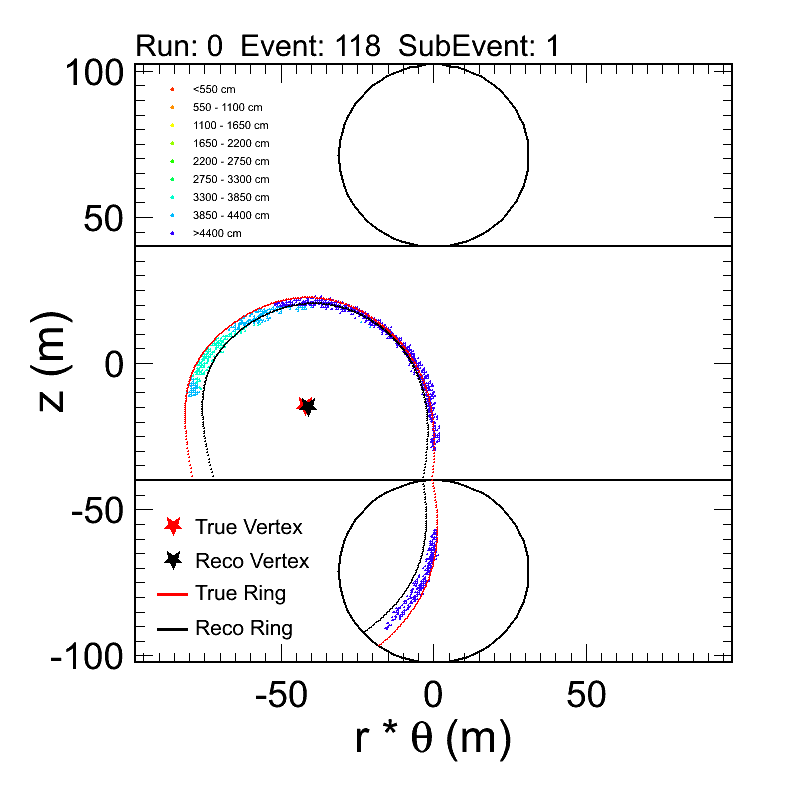 Run: 0 Event: 118 SubEvent: 1
100
<550 cm
550 - 1100 cm
1100 - 1650 cm
1650 - 2200 cm
2200 - 2750 cm
2750 - 3300 cm
3300 - 3850 cm
3850 - 4400 cm
>4400 cm
50
0
z (m)
-50
True Vertex
Reco Vertex
True Ring
Reco Ring
-100
-50 0 50
r * θ (m)